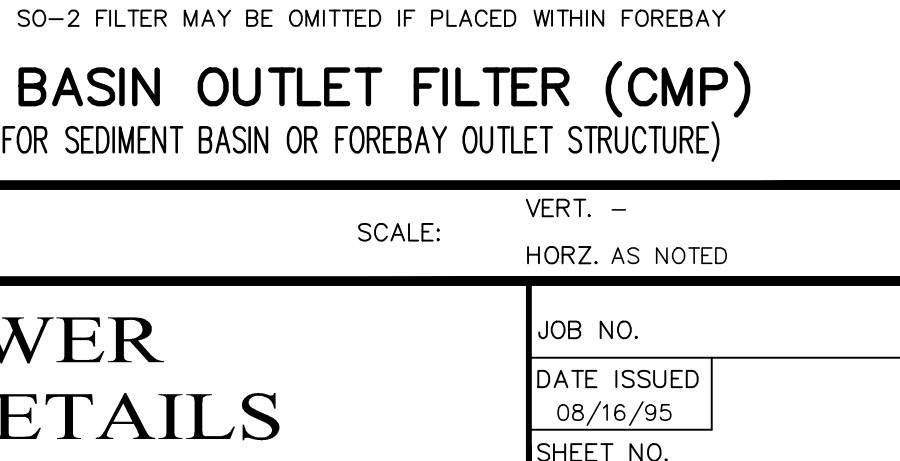 SO-2 FILTER MAY BE OMITTED IF PLACED WITHIN FOREBAY
BASIN OUTLET FILTER (CMP)
FOR SEDIMENT BASIN OR FOREBAY OUTLET STRUCTURE)
SCALE:
VERT. -
HORZ. AS NOTED
WER
ETAILS
JOB NO.
DATE ISSUED
08/16/95
SHEET NO.